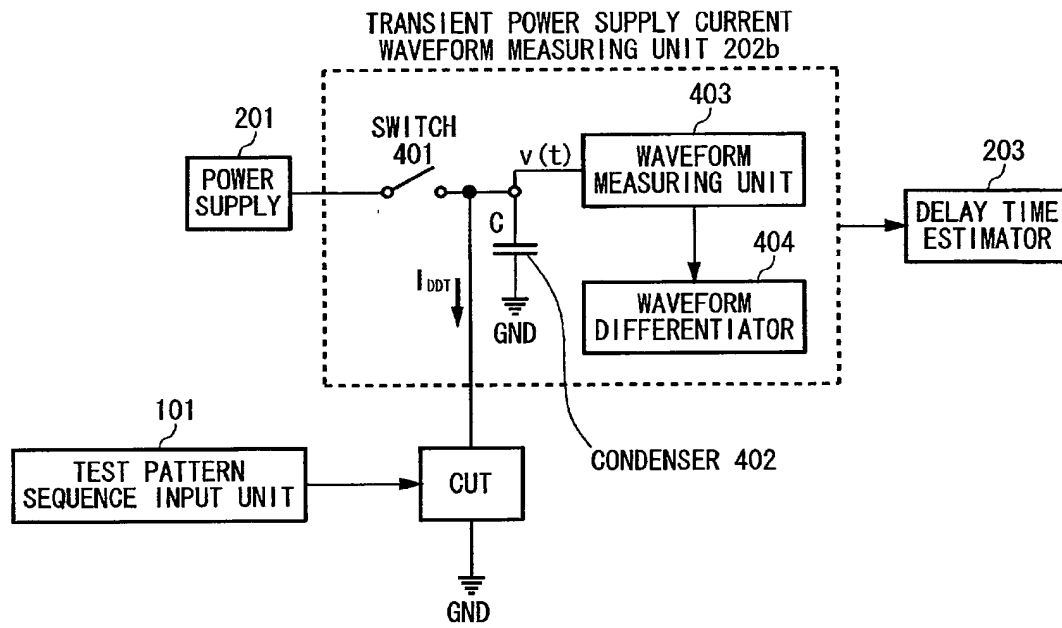 TRANSIENT POWER SUPPLY CURRENT
WAVEFORM MEASURING UNIT 202b
201
POWER
SUPPLY
SWITCH
401
v(t)
403
WAVEFORM
MEASURING UNIT
203
DELAY TIME
ESTIMATOR
C
404
WAVEFORM
DIFFERENTIATOR
IDDT
GND
101
TEST PATTERN
SEQUENCE INPUT UNIT
CUT
CONDENSER 402
GND